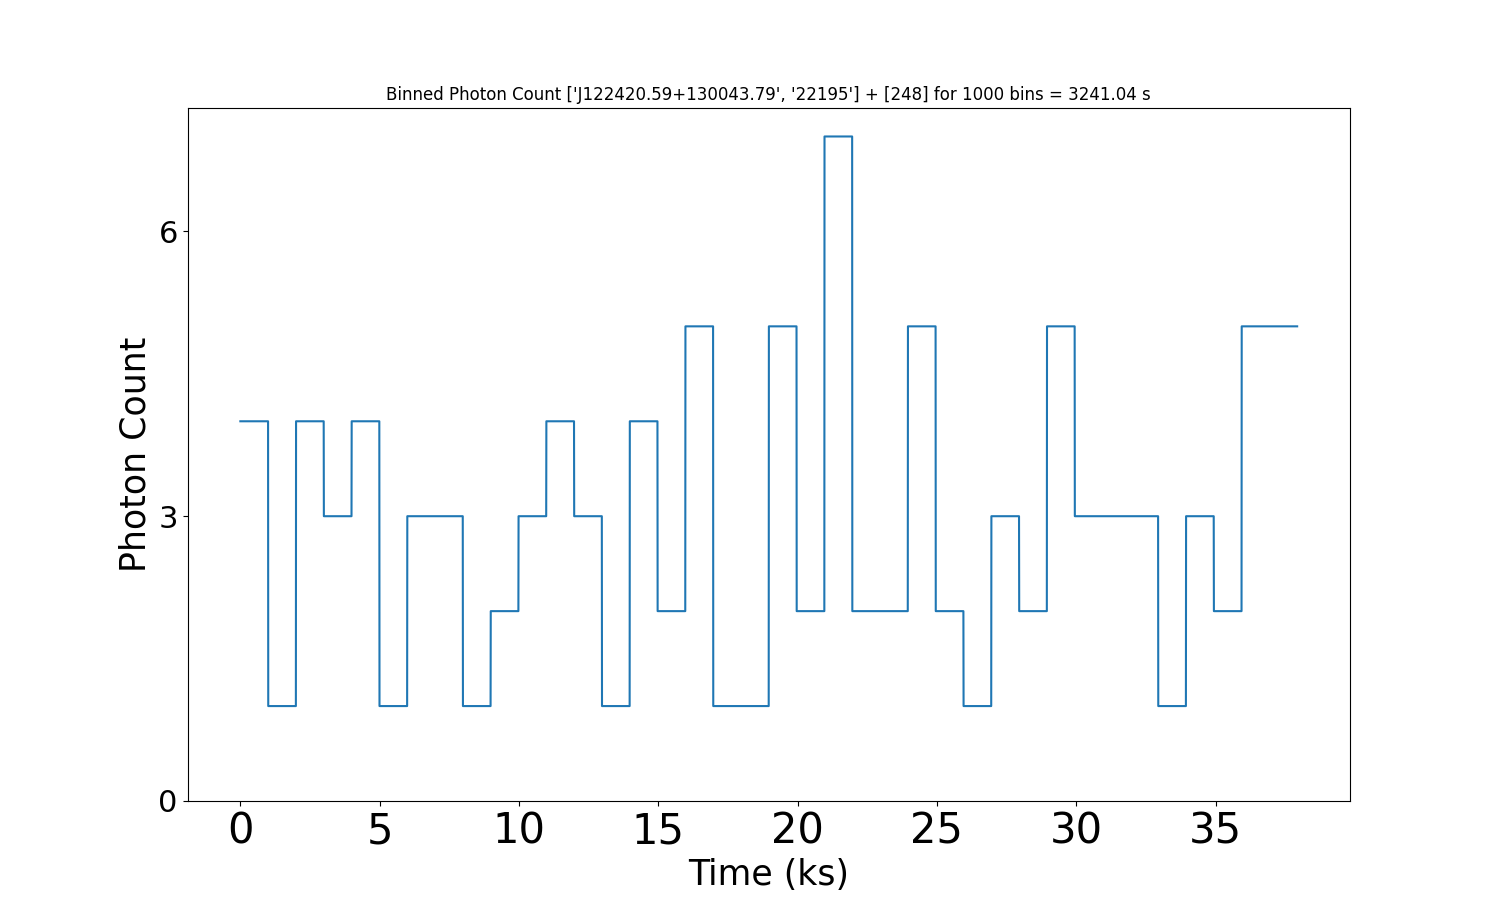 Binned Photon Count ['J122420.59+130043.79', '22195'] + [248] for 1000 bins = 3241.04 s
6
3
0
Photon Count
0 5 10 15 20 25 30 35
Time (ks)